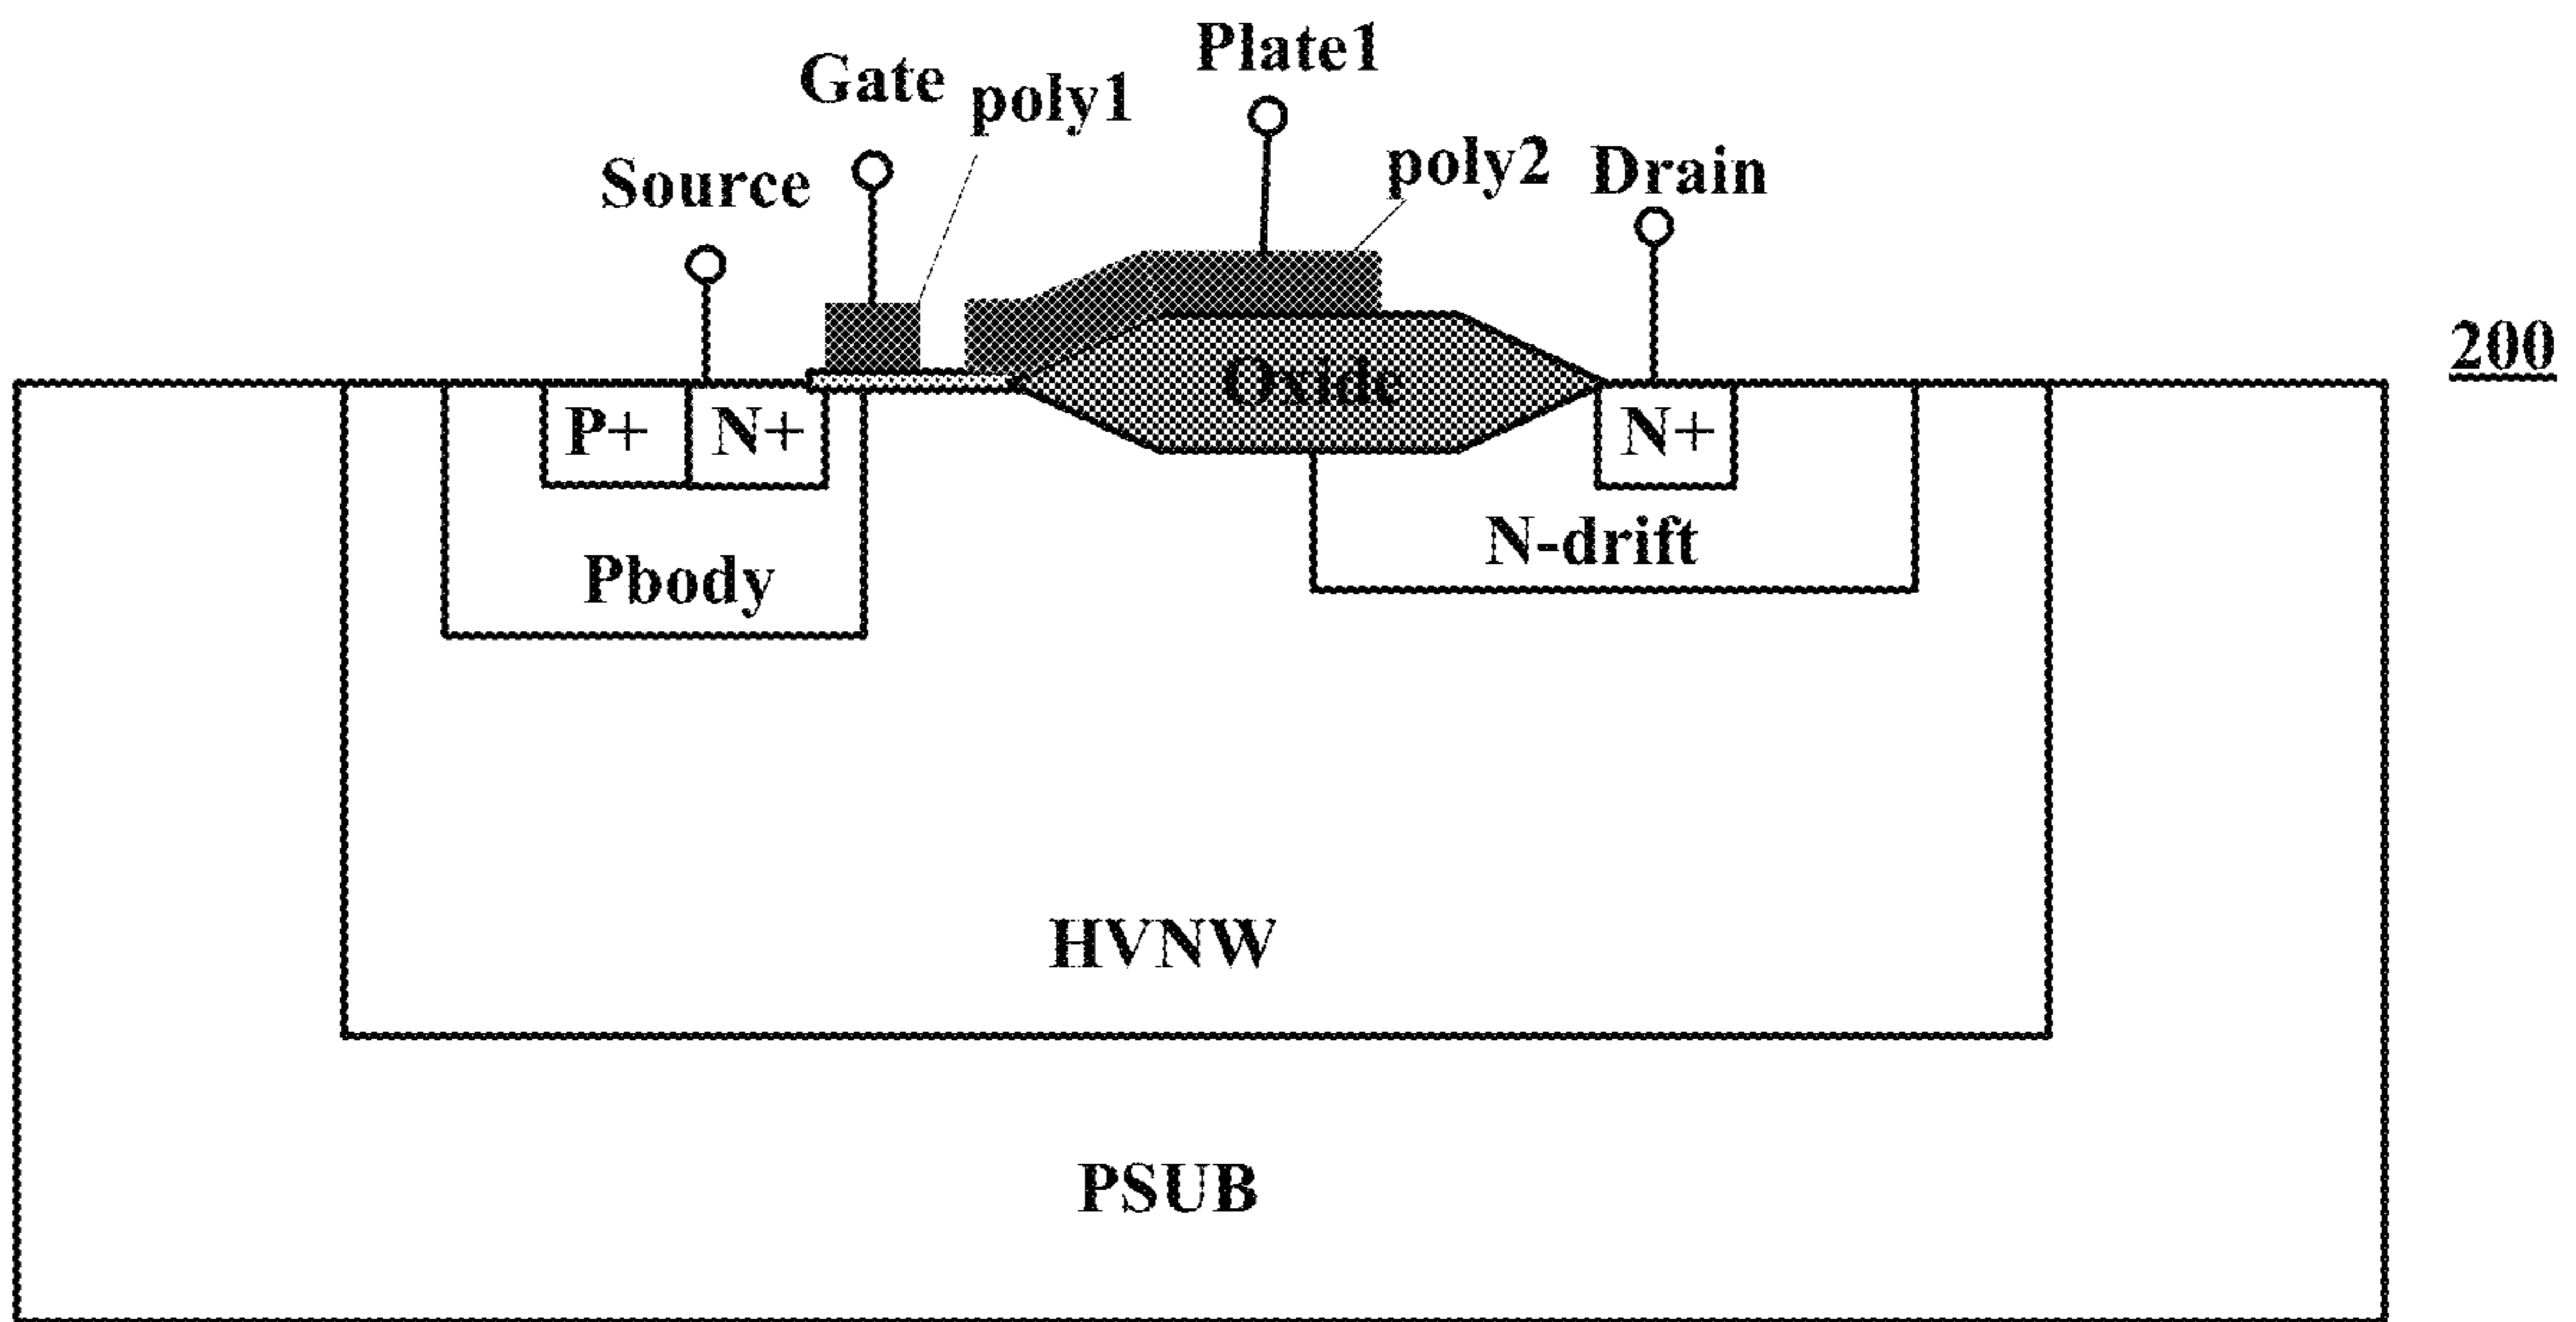 Plate1
Gate
poly1
poly2
Drain
Source
200
Oxide
P+
N+
N+
N-drift
Pbody
HVNW
PSUB